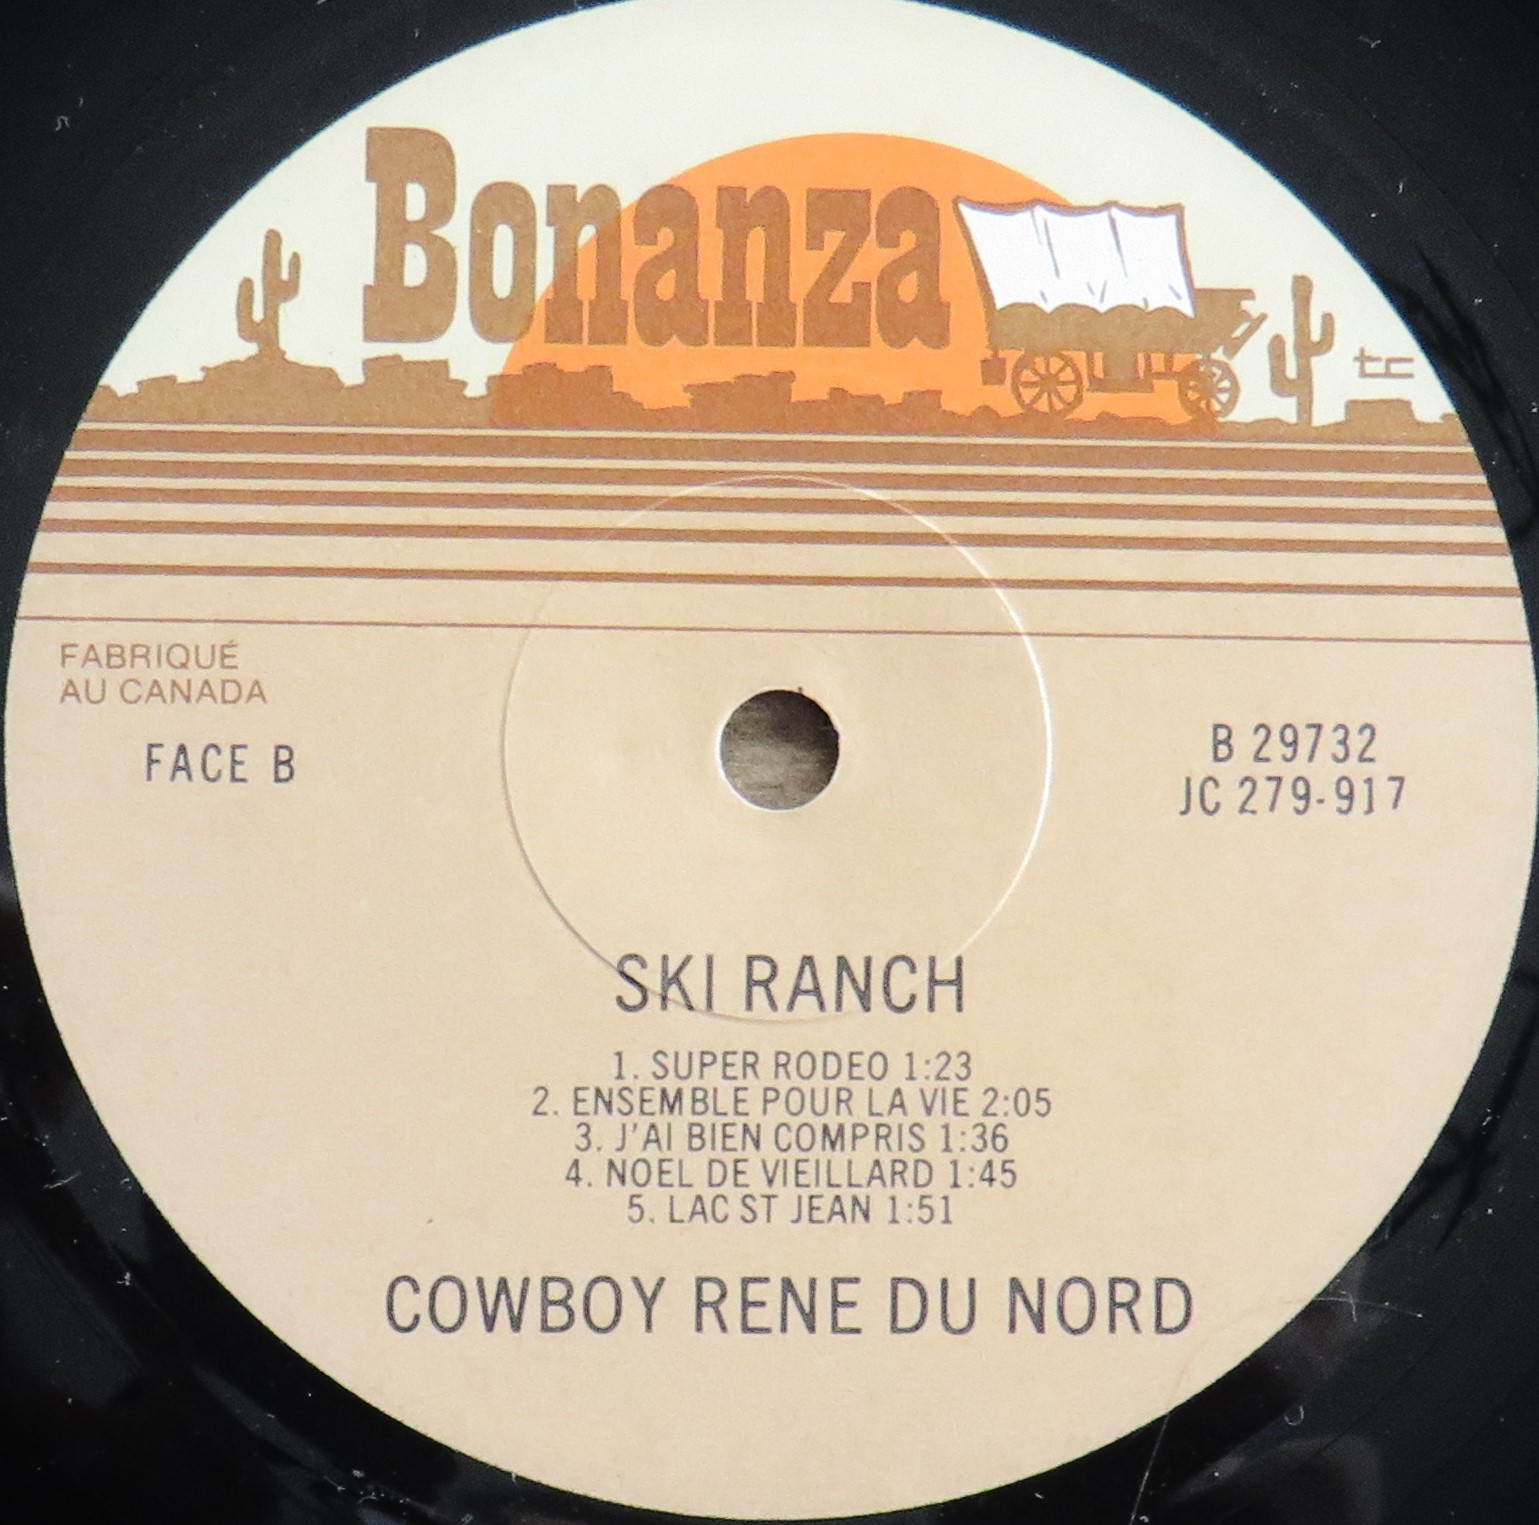 Bonanza
FABRIQUÉ
AU CANADA
FACE B
B 29732
JC 279-917
SKI RANCH
1. SUPER RODEO 1:23
2. ENSEMBLE POUR LA VIE 2:05
3. J'AI BIEN COMPRIS 1:36
4. NOEL DE VIEILLARD 1:45
5. LAC ST JEAN 1:51
COWBOY RENE DU NORD